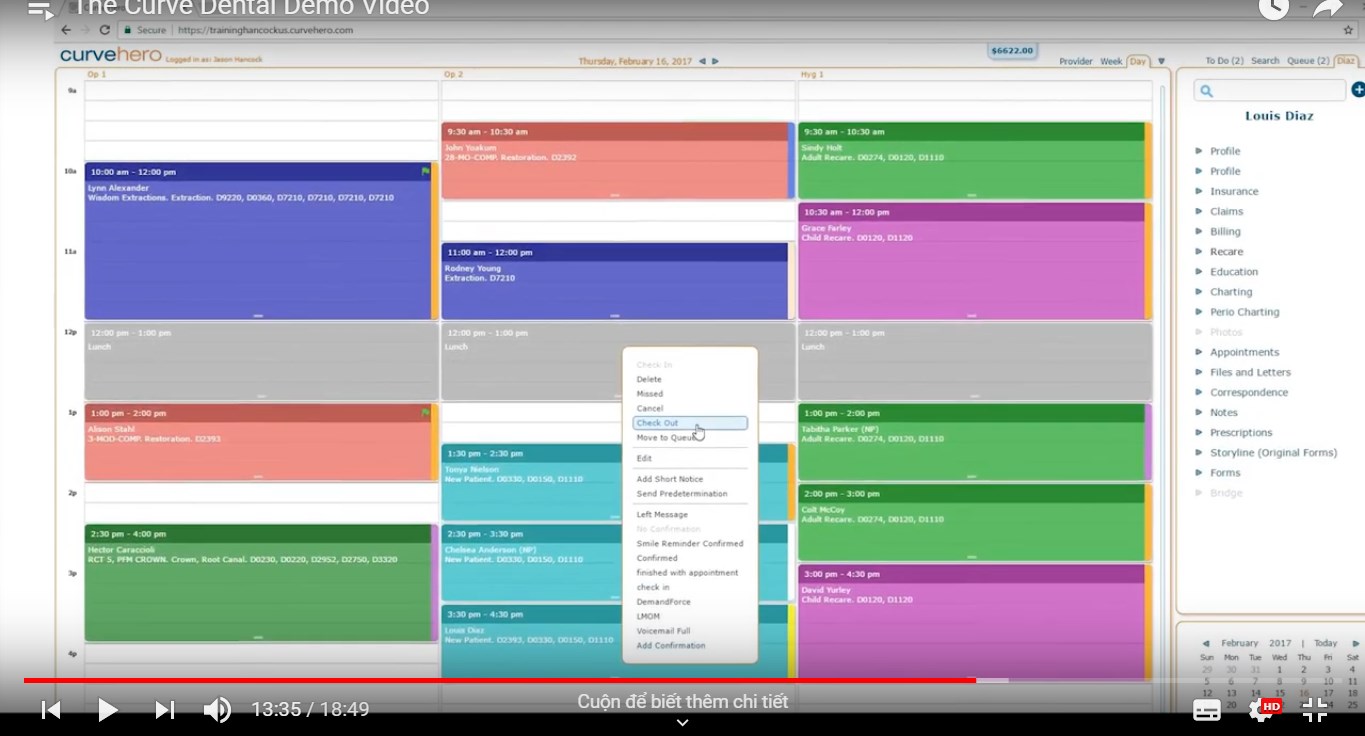 The Curve Dental Demo Video
Secure https://traininghancockus.curvehero.com
curvehero Logged in as: Jason Hancock
Thursday, February 16, 2017
$6622.00
Provider Week Day
To Do (2) Search Queue (2) Diaz
Op 1
Op 2
Hyg 1
9a
10a
11a
12p
1p
2p
3p
4p
10:00 am - 12:00 pm
Lynn Alexander
Wisdom Extractions. Extraction. D9220, D0360, D7210, D7210, D7210, D7210
12:00 pm - 1:00 pm
Lunch
1:00 pm - 2:00 pm
Alison Stahl
3-MOD-COMP. Restoration. D2393
2:30 pm - 4:00 pm
Hector Caraccioli
RCT 5, PFM CROWN. Crown, Root Canal. D0230, D0220, D2952, D2750, D3320
9:30 am - 10:30 am
John Yoakum
28-MO-COMP. Restoration. D2392
11:00 am - 12:00 pm
Rodney Young
Extraction. D7210
12:00 pm - 1:00 pm
Lunch
1:30 pm - 2:30 pm
Tonya Nielson
New Patient. D0330, D0150, D1110
2:30 pm - 3:30 pm
Chelsea Anderson (NP)
New Patient. D0330, D0150, D1110
3:30 pm - 4:30 pm
Louis Diaz
New Patient. D2393, D0330, D0150, D1110
Check In
Delete
Missed
Cancel
Check Out
Move to Queue
Edit
Add Short Notice
Send Predetermination
Left Message
No Confirmation
Smile Reminder Confirmed
Confirmed
finished with appointment
check in
DemandForce
LMOM
Voicemail Full
Add Confirmation
9:30 am - 10:30 am
Sindy Holt
Adult Recare. D0274, D0120, D1110
10:30 am - 12:00 pm
Grace Farley
Child Recare. D0120, D1120
12:00 pm - 1:00 pm
Lunch
1:00 pm - 2:00 pm
Tabitha Parker (NP)
Adult Recare. D0274, D0120, D1110
2:00 pm - 3:00 pm
Colt McCoy
Adult Recare. D0274, D0120, D1110
3:00 pm - 4:30 pm
David Yurley
Child Recare. D0120, D1120
Louis Diaz
Profile
Profile
Insurance
Claims
Billing
Recare
Education
Charting
Perio Charting
Photos
Appointments
Files and Letters
Correspondence
Notes
Prescriptions
Storyline (Original Forms)
Forms
Bridge
February 2017 | Today
Sun Mon Tue Wed Thu Fri Sat
29 30 31 1 2 3 4
5 6 7 8 9 10 11
12 13 14 15 16 17 18
20 24 25
13:35 / 18:49
Cuộn để biết thêm chi tiết
HD